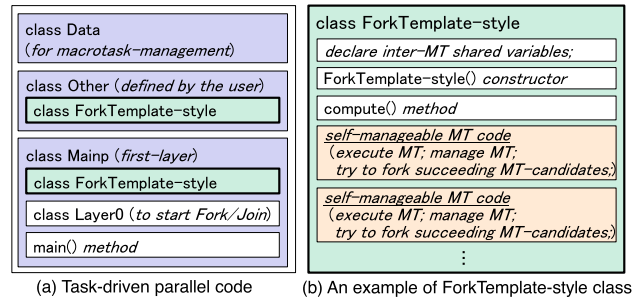 class Data
(for macrotask-management)
class Other (defined by the user)
class ForkTemplate-style
class Mainp (first-layer)
class ForkTemplate-style
class Layer0 (to start Fork/Join)
main() method
(a) Task-driven parallel code
class ForkTemplate-style
declare inter-MT shared variables;
ForkTemplate-style() constructor
compute() method
self-manageable MT code
(execute MT; manage MT;
try to fork succeeding MT-candidates;)
self-manageable MT code
(execute MT; manage MT;
try to fork succeeding MT-candidates;)
⋮
(b) An example of ForkTemplate-style class